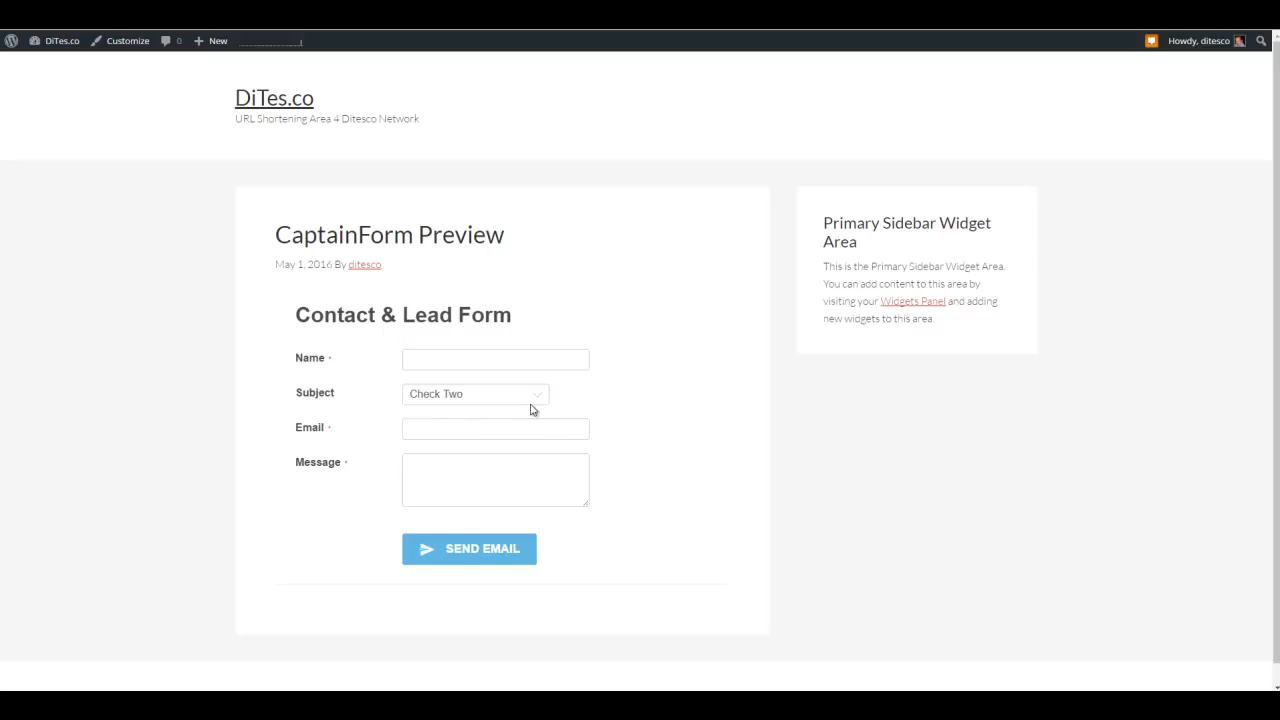 DiTes.co Customize 0 New Howdy, ditesco
DiTes.co
URL Shortening Area 4 Ditesco Network
CaptainForm Preview
May 1, 2016 By ditesco
Contact & Lead Form
Name *
Subject Check Two
Email *
Message *
SEND EMAIL
Primary Sidebar Widget
Area
This is the Primary Sidebar Widget Area.
You can add content to this area by
visiting your Widgets Panel and adding
new widgets to this area.